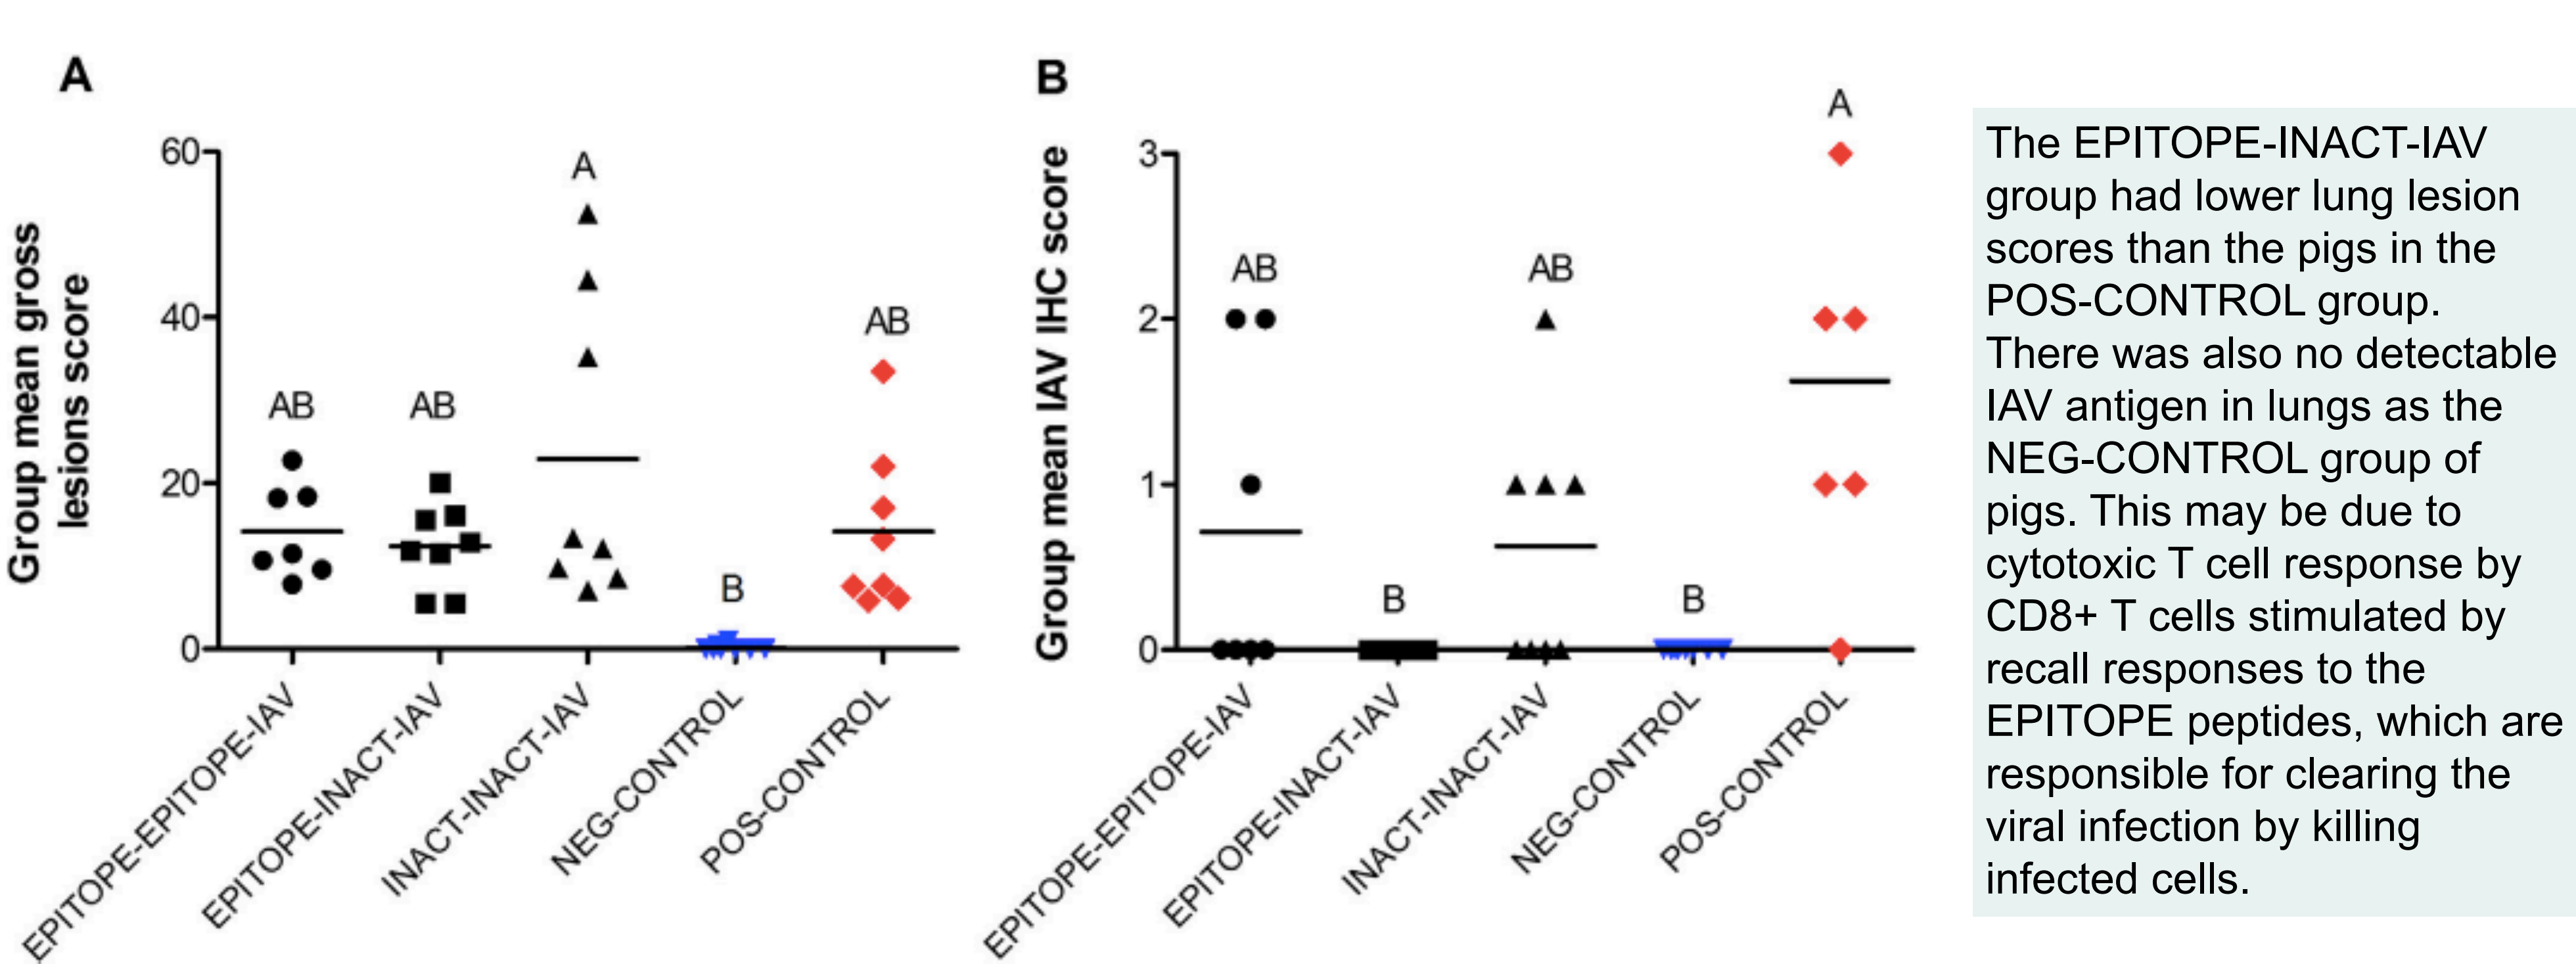 A
Group mean gross
lesions score
60
40
20
0
AB
AB
A
B
AB
EPITOPE-EPITOPE-IAV
EPITOPE-INACT-IAV
INACT-INACT-IAV
NEG-CONTROL
POS-CONTROL
B
Group mean IAV IHC score
3
2
1
0
AB
B
AB
B
A
EPITOPE-EPITOPE-IAV
EPITOPE-INACT-IAV
INACT-INACT-IAV
NEG-CONTROL
POS-CONTROL
The EPITOPE-INACT-IAV
group had lower lung lesion
scores than the pigs in the
POS-CONTROL group.
There was also no detectable
IAV antigen in lungs as the
NEG-CONTROL group of
pigs. This may be due to
cytotoxic T cell response by
CD8+ T cells stimulated by
recall responses to the
EPITOPE peptides, which are
responsible for clearing the
viral infection by killing
infected cells.